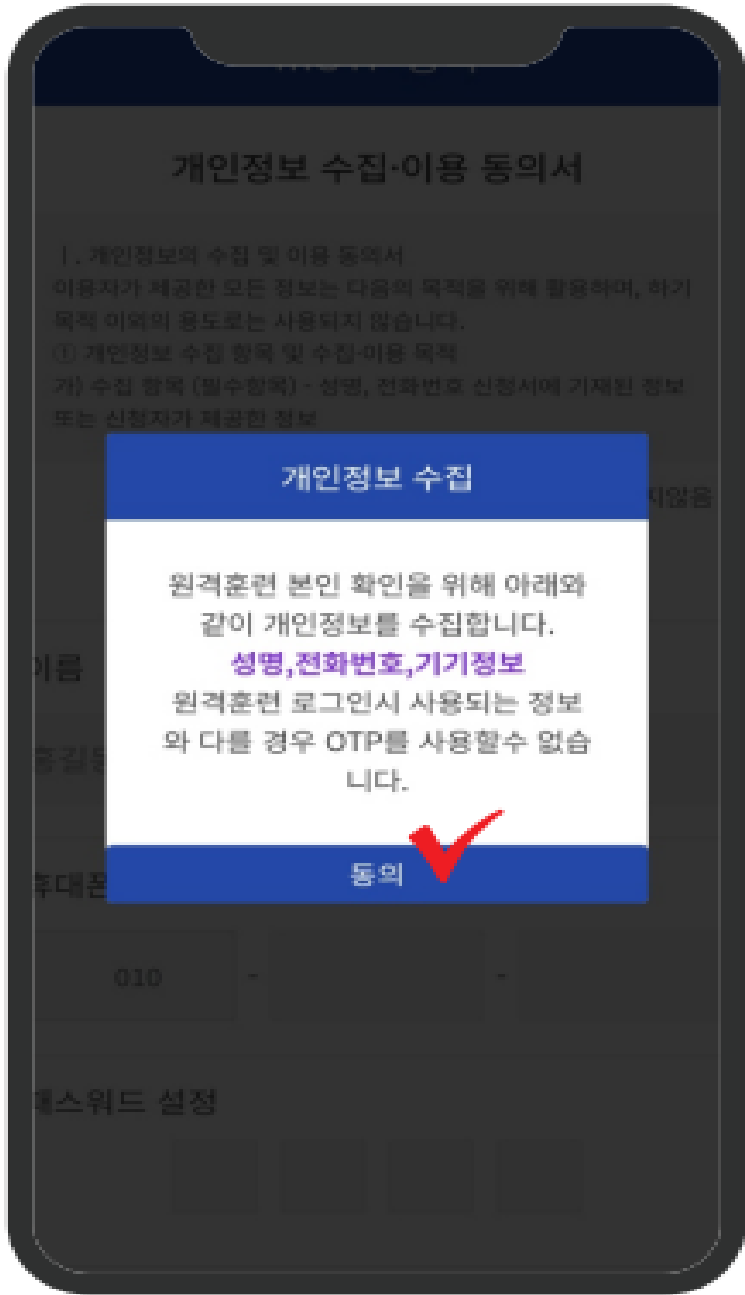 개인정보 수집·이용 동의서
Ⅰ. 개인정보의 수집 및 이용 동의서
이용자가 제공한 모든 정보는 다음의 목적을 위해 활용하며, 하기
목적 이외의 용도로는 사용되지 않습니다.
① 개인정보 수집 항목 및 수집·이용 목적
가) 수집 항목 (필수항목) - 성명, 전화번호 신청서에 기재된 정보
또는 신청자가 제공한 정보
개인정보 수집
지않음
원격훈련 본인 확인을 위해 아래와
같이 개인정보를 수집합니다.
이름
성명,전화번호,기기정보
원격훈련 로그인시 사용되는 정보
와 다를 경우 OTP를 사용할수 없습
니다.
동의
휴대폰
010 - -
패스워드 설정